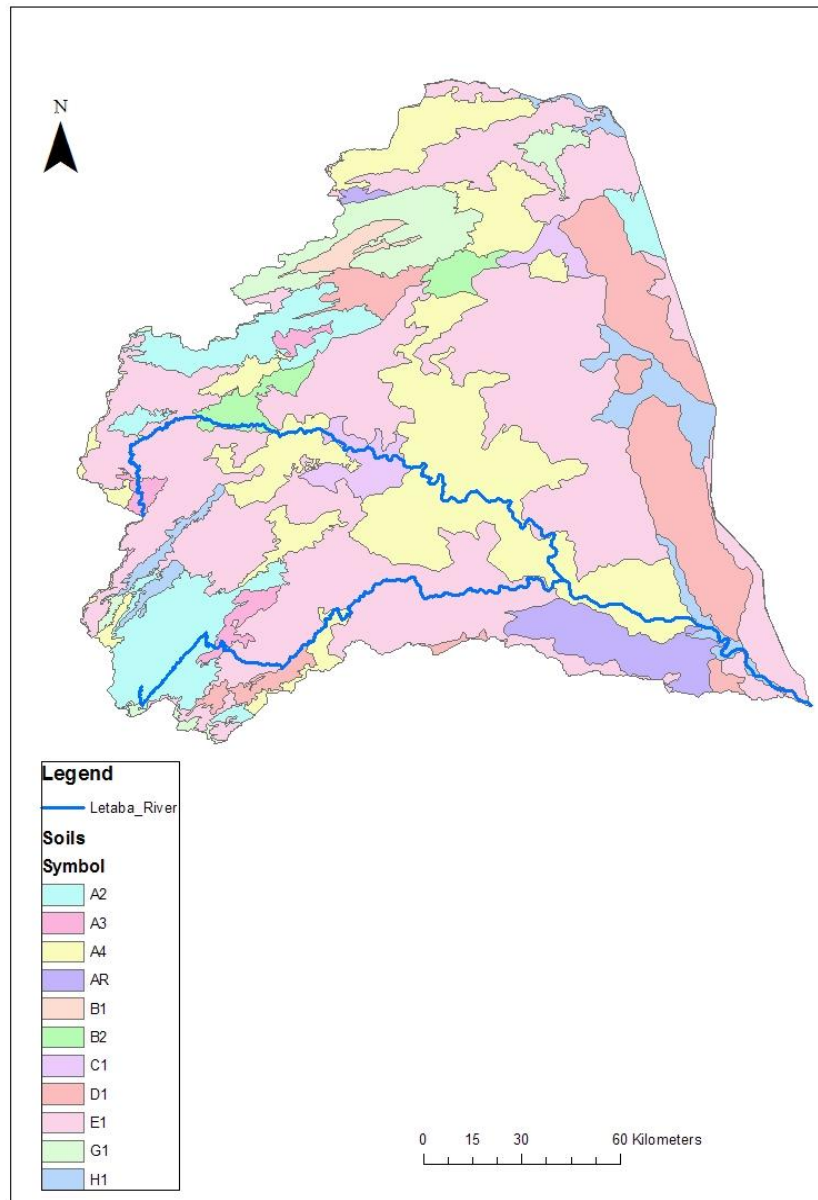 N
Legend
Letaba_River
Soils
Symbol
A2
A3
A4
AR
B1
B2
C1
D1
E1
G1
H1
0 15 30 60 Kilometers